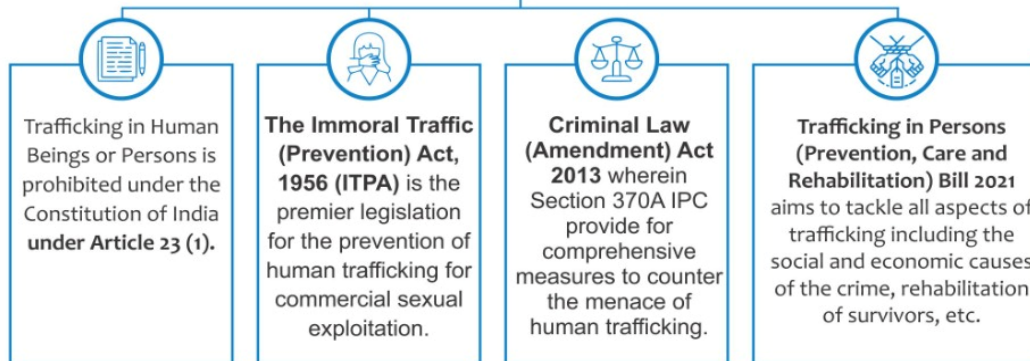 Trafficking in Human
Beings or Persons is
prohibited under the
Constitution of India
under Article 23 (1).
The Immoral Traffic
(Prevention) Act,
1956 (ITPA) is the
premier legislation
for the prevention of
human trafficking for
commercial sexual
exploitation.
Criminal Law
(Amendment) Act
2013 wherein
Section 370A IPC
provide for
comprehensive
measures to counter
the menace of
human trafficking.
Trafficking in Persons
(Prevention, Care and
Rehabilitation) Bill 2021
aims to tackle all aspects of
trafficking including the
social and economic causes
of the crime, rehabilitation
of survivors, etc.